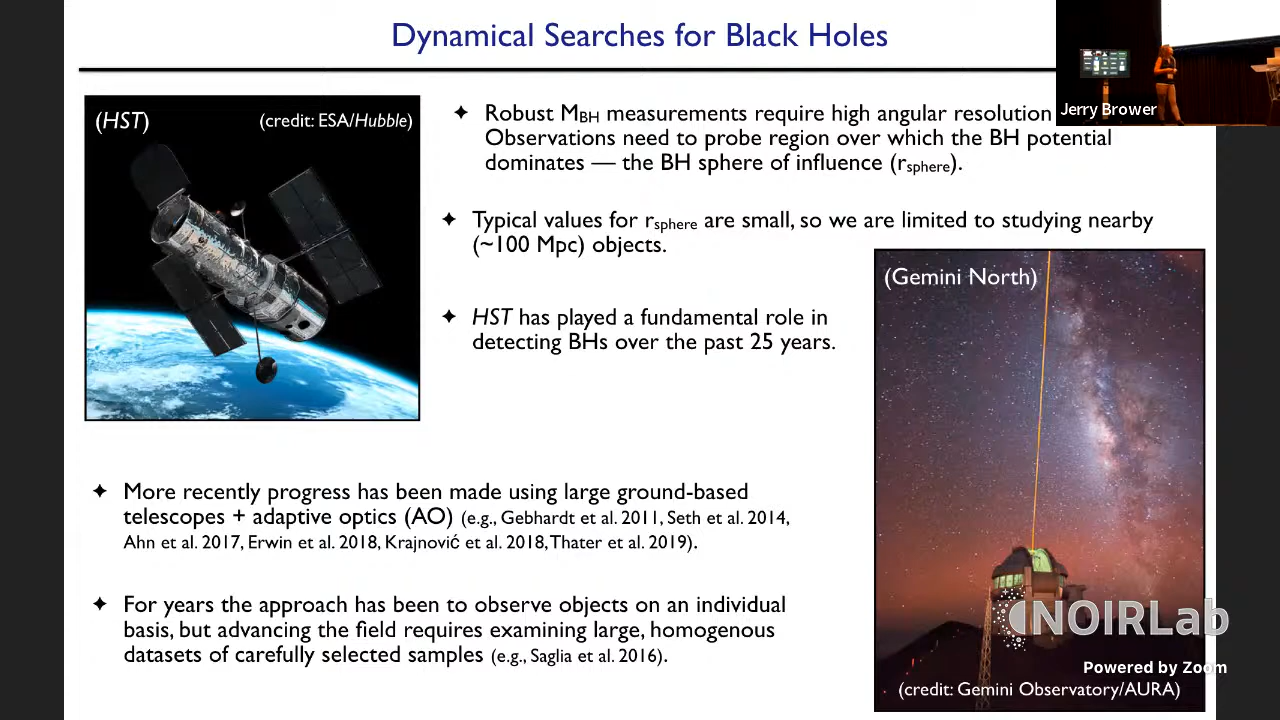 Dynamical Searches for Black Holes
Jerry Brower
(HST)
(credit: ESA/Hubble)
✦ Robust MBH measurements require high angular resolution
Observations need to probe region over which the BH potential
dominates — the BH sphere of influence (rsphere).
✦ Typical values for rsphere are small, so we are limited to studying nearby
(~100 Mpc) objects.
(Gemini North)
✦ HST has played a fundamental role in
detecting BHs over the past 25 years.
✦ More recently progress has been made using large ground-based
telescopes + adaptive optics (AO) (e.g., Gebhardt et al. 2011, Seth et al. 2014,
Ahn et al. 2017, Erwin et al. 2018, Krajnović et al. 2018, Thater et al. 2019).
✦ For years the approach has been to observe objects on an individual
basis, but advancing the field requires examining large, homogenous
datasets of carefully selected samples (e.g., Saglia et al. 2016).
NOIRLab
Powered by Zoom
(credit: Gemini Observatory/AURA)